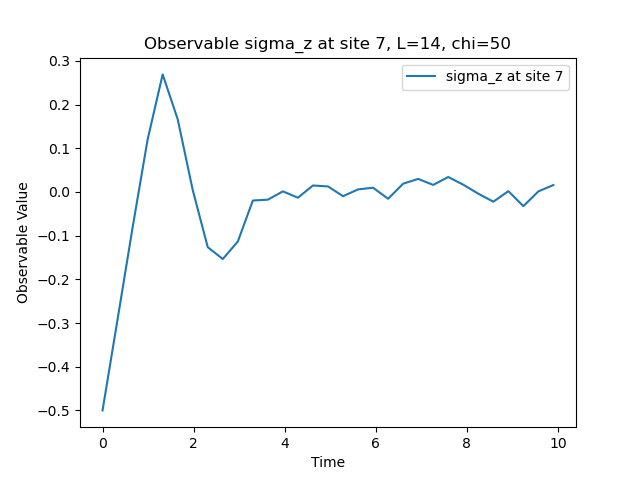 Observable sigma_z at site 7, L=14, chi=50
sigma_z at site 7
0.3
0.2
0.1
0.0
−0.1
−0.2
−0.3
−0.4
−0.5
Observable Value
0 2 4 6 8 10
Time